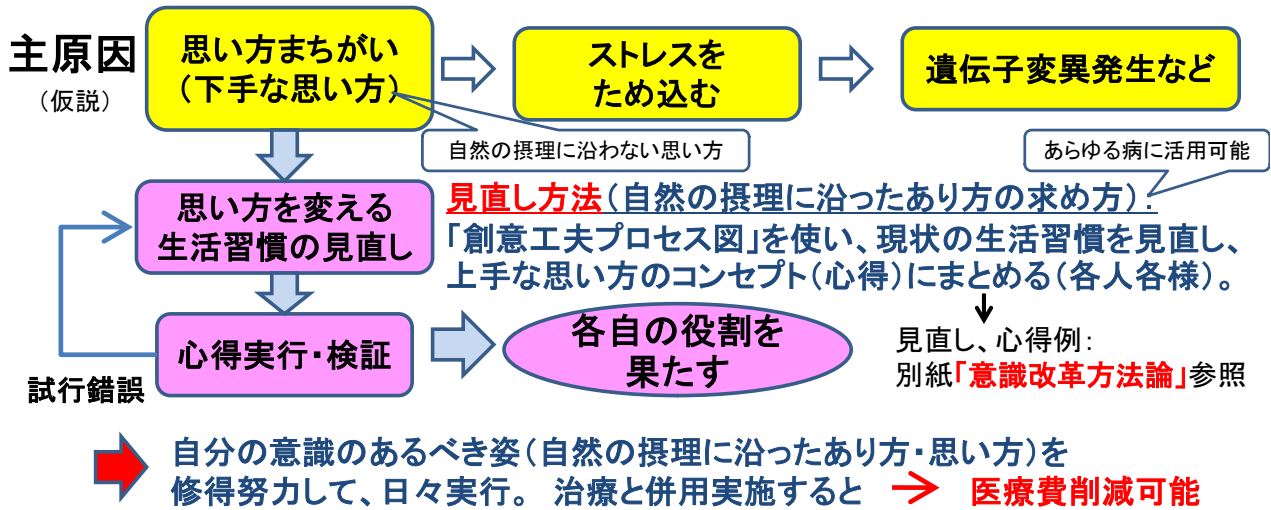 主原因
（仮説）
思い方まちがい
（下手な思い方）
ストレスを
ため込む
遺伝子変異発生など
自然の摂理に沿わない思い方
あらゆる病に活用可能
思い方を変える
生活習慣の見直し
見直し方法（自然の摂理に沿ったあり方の求め方）：
「創意工夫プロセス図」を使い、現状の生活習慣を見直し、
上手な思い方のコンセプト（心得）にまとめる（各人各様）。
心得実行・検証
各自の役割を
果たす
見直し、心得例：
別紙「意識改革方法論」参照
試行錯誤
自分の意識のあるべき姿（自然の摂理に沿ったあり方・思い方）を
修得努力して、日々実行。 治療と併用実施すると → 医療費削減可能